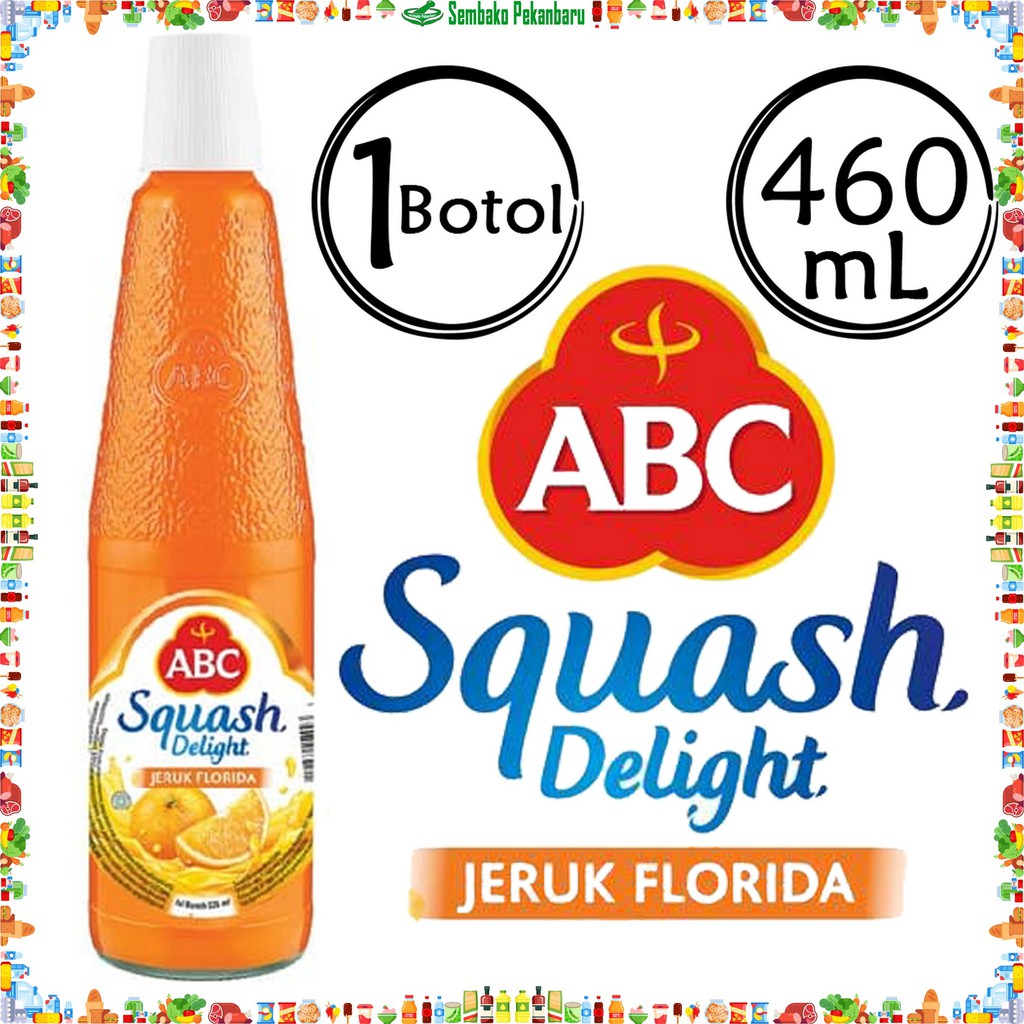 Sembako Pekanbaru
1 Botol
460
mL
ABC
Squash
Delight
JERUK FLORIDA
ABC
ABC
Squash
Delight
JERUK FLORIDA